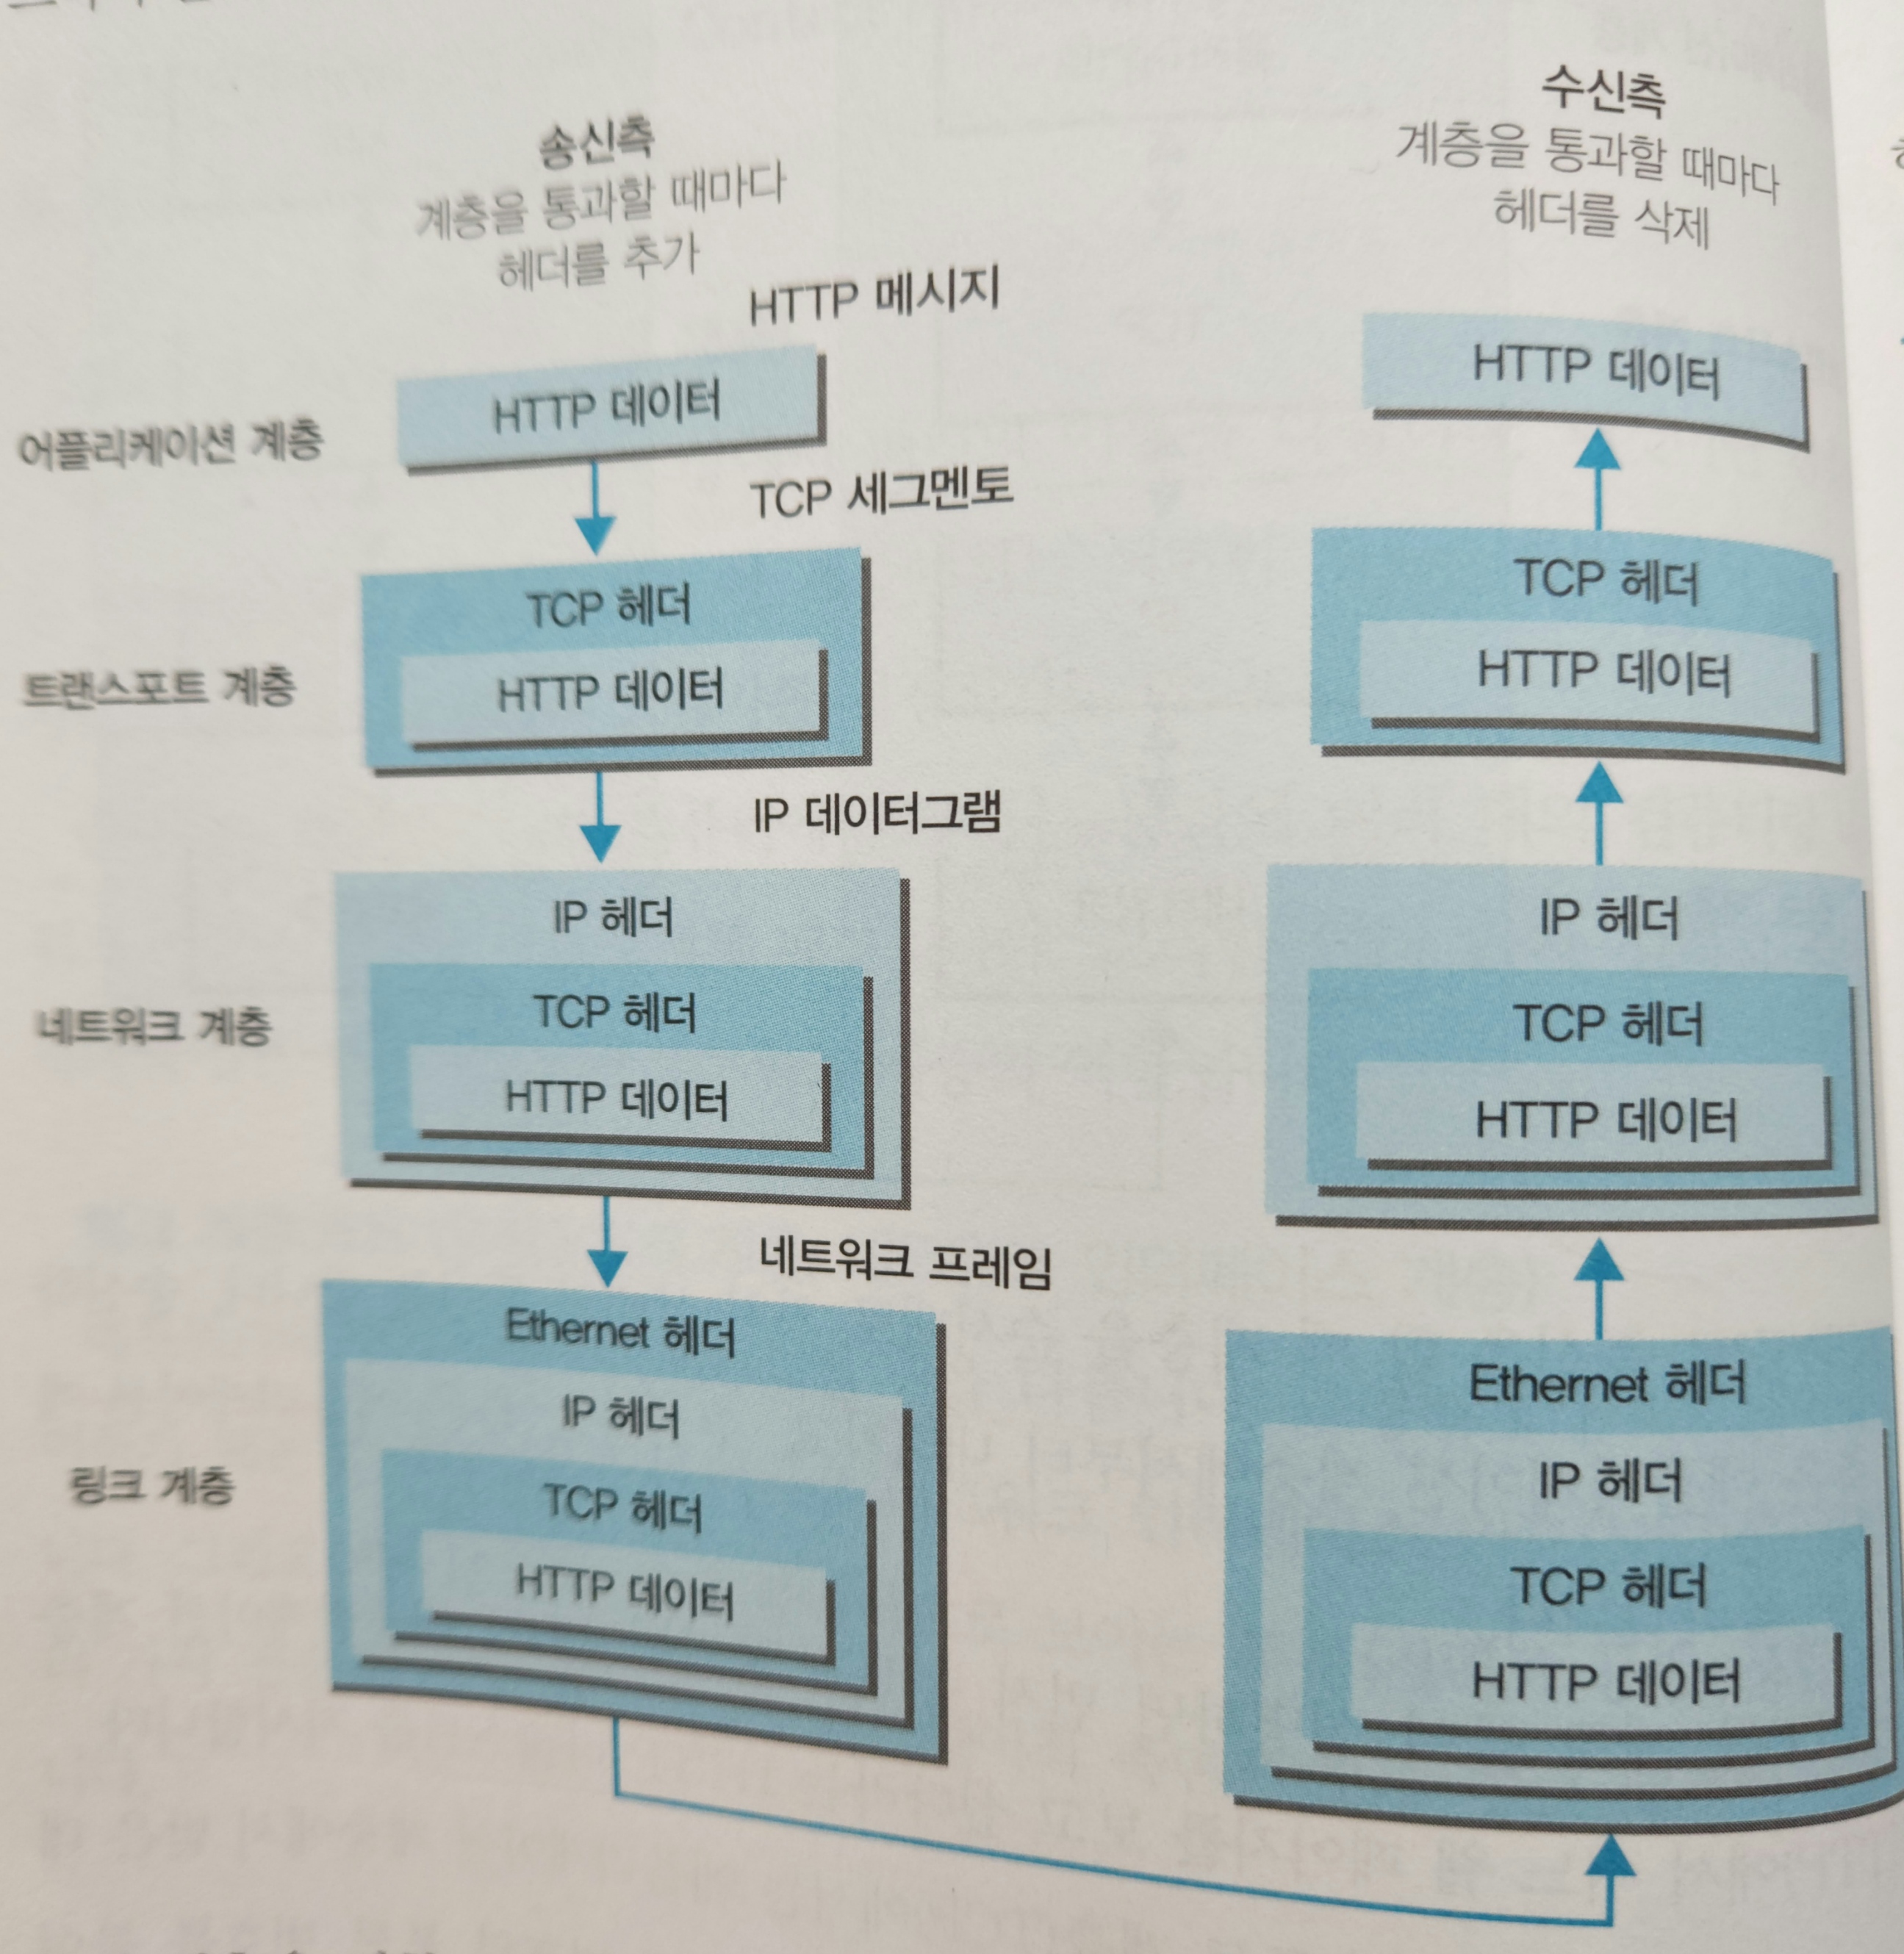 송신측
계층을 통과할 때마다
헤더를 추가
수신측
계층을 통과할 때마다
헤더를 삭제
HTTP 메시지
어플리케이션 계층
HTTP 데이터
HTTP 데이터
TCP 세그멘토
트랜스포트 계층
TCP 헤더
HTTP 데이터
TCP 헤더
HTTP 데이터
IP 데이터그램
네트워크 계층
IP 헤더
TCP 헤더
HTTP 데이터
IP 헤더
TCP 헤더
HTTP 데이터
네트워크 프레임
링크 계층
Ethernet 헤더
IP 헤더
TCP 헤더
HTTP 데이터
Ethernet 헤더
IP 헤더
TCP 헤더
HTTP 데이터